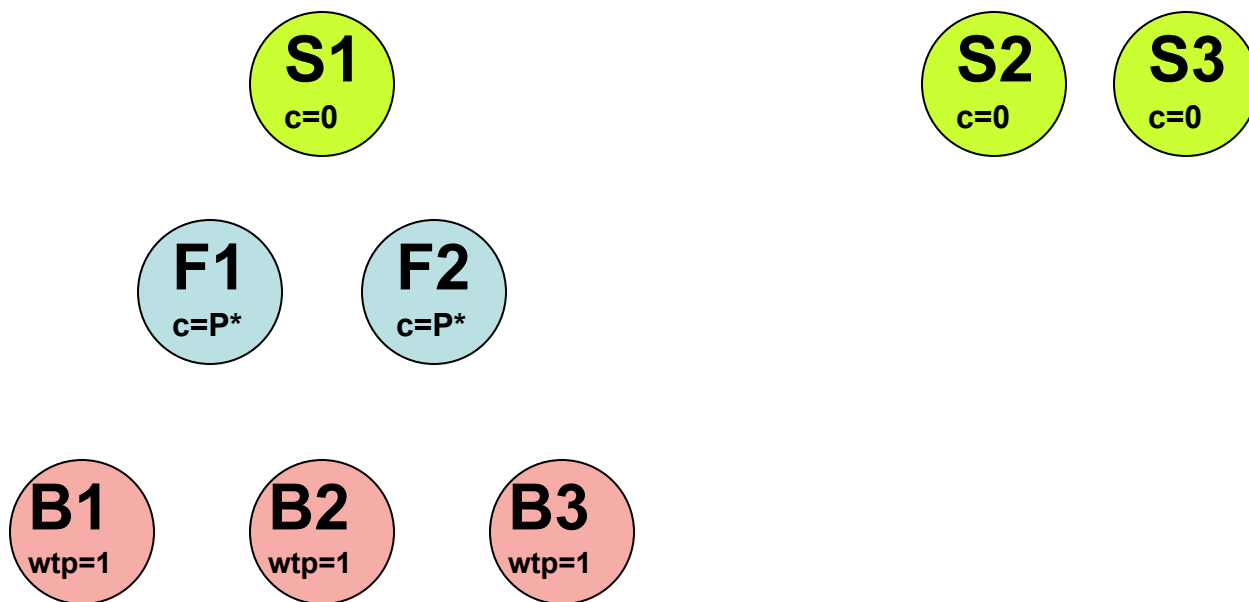 S1
c=0
S2
c=0
S3
c=0
F1
c=P*
F2
c=P*
B1
wtp=1
B2
wtp=1
B3
wtp=1